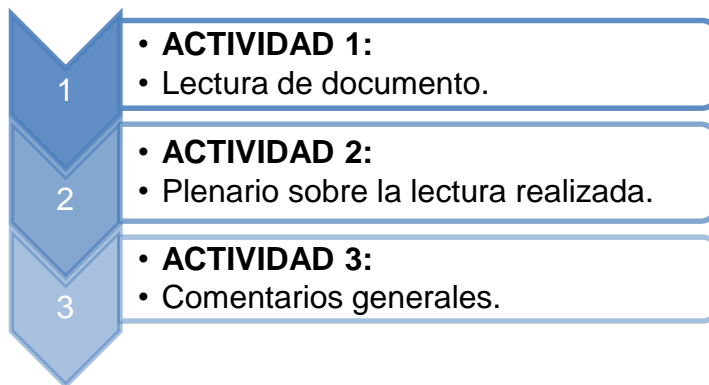 1
• ACTIVIDAD 1:
• Lectura de documento.
2
• ACTIVIDAD 2:
• Plenario sobre la lectura realizada.
3
• ACTIVIDAD 3:
• Comentarios generales.